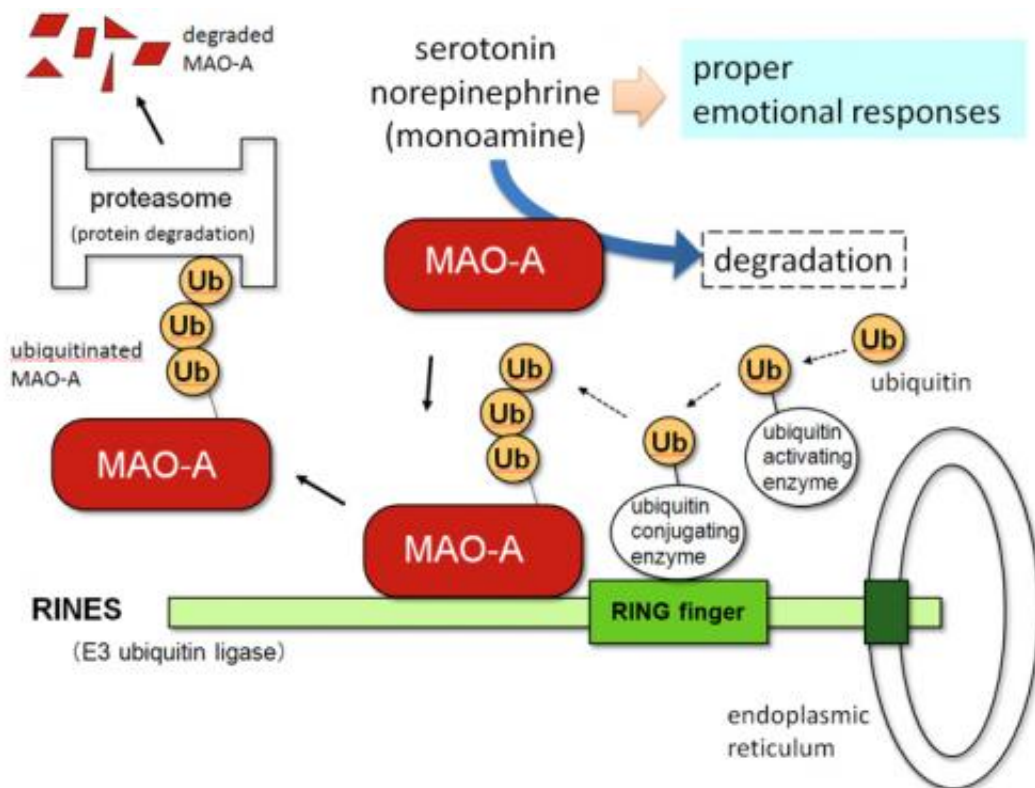 degraded
MAO-A
serotonin
norepinephrine
(monoamine)
proper
emotional responses
proteasome
(protein degradation)
MAO-A
degradation
Ub
Ub
Ub
ubiquitinated
MAO-A
MAO-A
Ub
Ub
Ub
Ub
Ub
Ub
ubiquitin
ubiquitin
activating
enzyme
ubiquitin
conjugating
enzyme
MAO-A
RINES
(E3 ubiquitin ligase)
RING finger
endoplasmic
reticulum